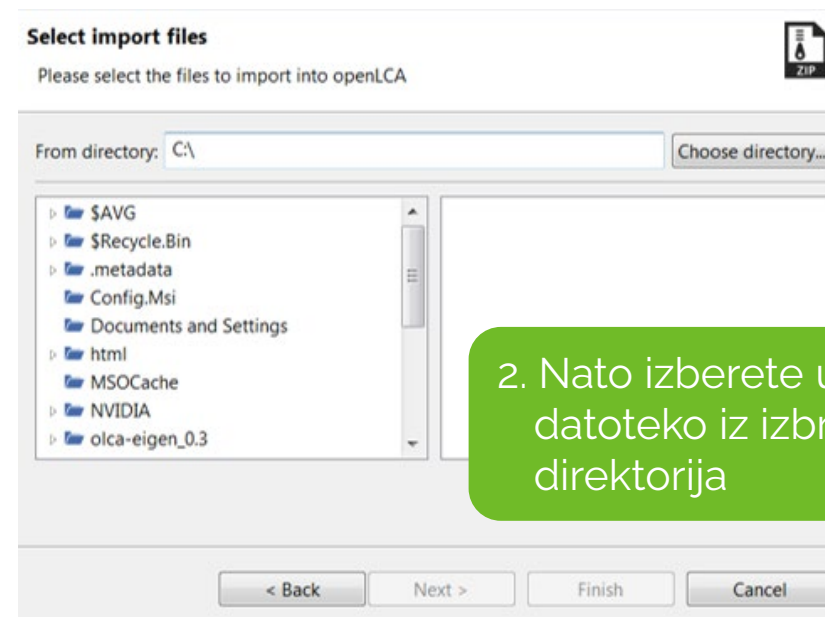 Select import files
Please select the files to import into openLCA
ZIP
From directory: C:\ Choose directory...
$AVG
$Recycle.Bin
.metadata
Config.Msi
Documents and Settings
html
MSOCache
NVIDIA
olca-eigen_0.3
2. Nato izberete
datoteko iz
direktorija
< Back Next > Finish Cancel